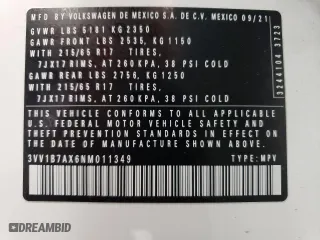 MFD BY VOLKSWAGEN DE MEXICO S.A. DE C.V. MEXICO 09/21
GVWR LBS 5181 KG 2350
GAWR FRONT LBS 2535, KG 1150
WITH 215/65 R17 TIRES,
7JX17 RIMS, AT 260 KPA, 38 PSI COLD
GAWR REAR LBS 2756, KG 1250
WITH 215/65 R17 TIRES,
7JX17 RIMS, AT 260 KPA, 38 PSI COLD
THIS VEHICLE CONFORMS TO ALL APPLICABLE
U.S. FEDERAL MOTOR VEHICLE SAFETY AND
THEFT PREVENTION STANDARDS IN EFFECT ON THE
DATE OF MANUFACTURE SHOWN ABOVE.
3VV1B7AX6NM011349 TYPE: MPV
3244104 3723
DREAMBID